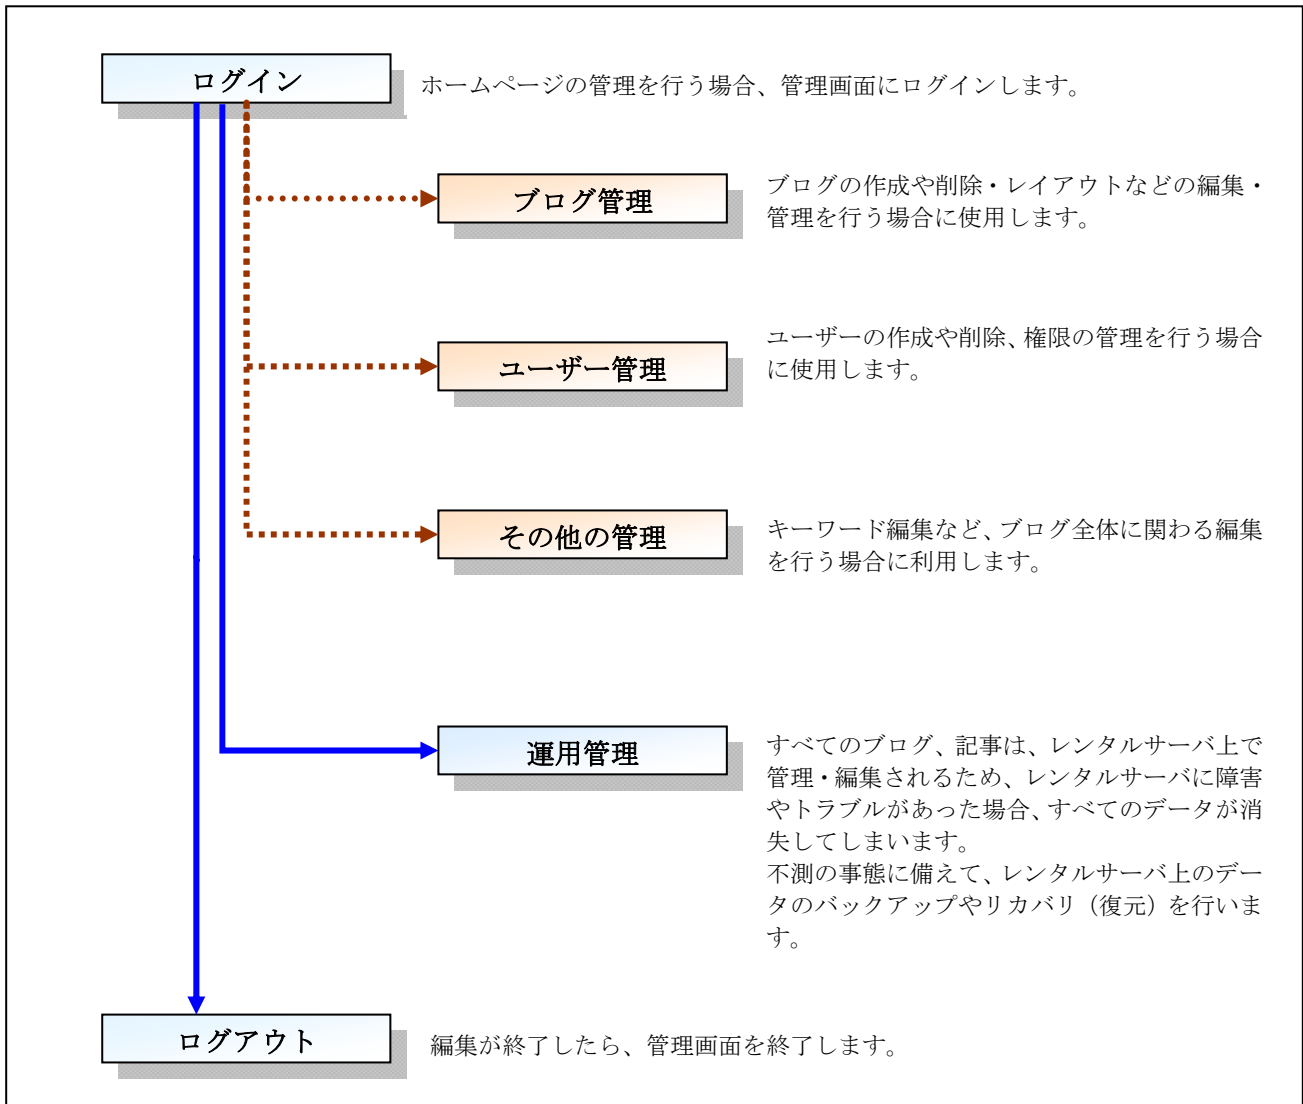 ログイン
ホームページの管理を行う場合、管理画面にログインします。
ブログ管理
ブログの作成や削除・レイアウトなどの編集・
管理を行う場合に使用します。
ユーザー管理
ユーザーの作成や削除、権限の管理を行う場合
に使用します。
その他の管理
キーワード編集など、ブログ全体に関わる編集
を行う場合に利用します。
運用管理
すべてのブログ、記事は、レンタルサーバ上で
管理・編集されるため、レンタルサーバに障害
やトラブルがあった場合、すべてのデータが消
失してしまいます。
不測の事態に備えて、レンタルサーバ上のデー
タのバックアップやリカバリ（復元）を行いま
す。
ログアウト
編集が終了したら、管理画面を終了します。